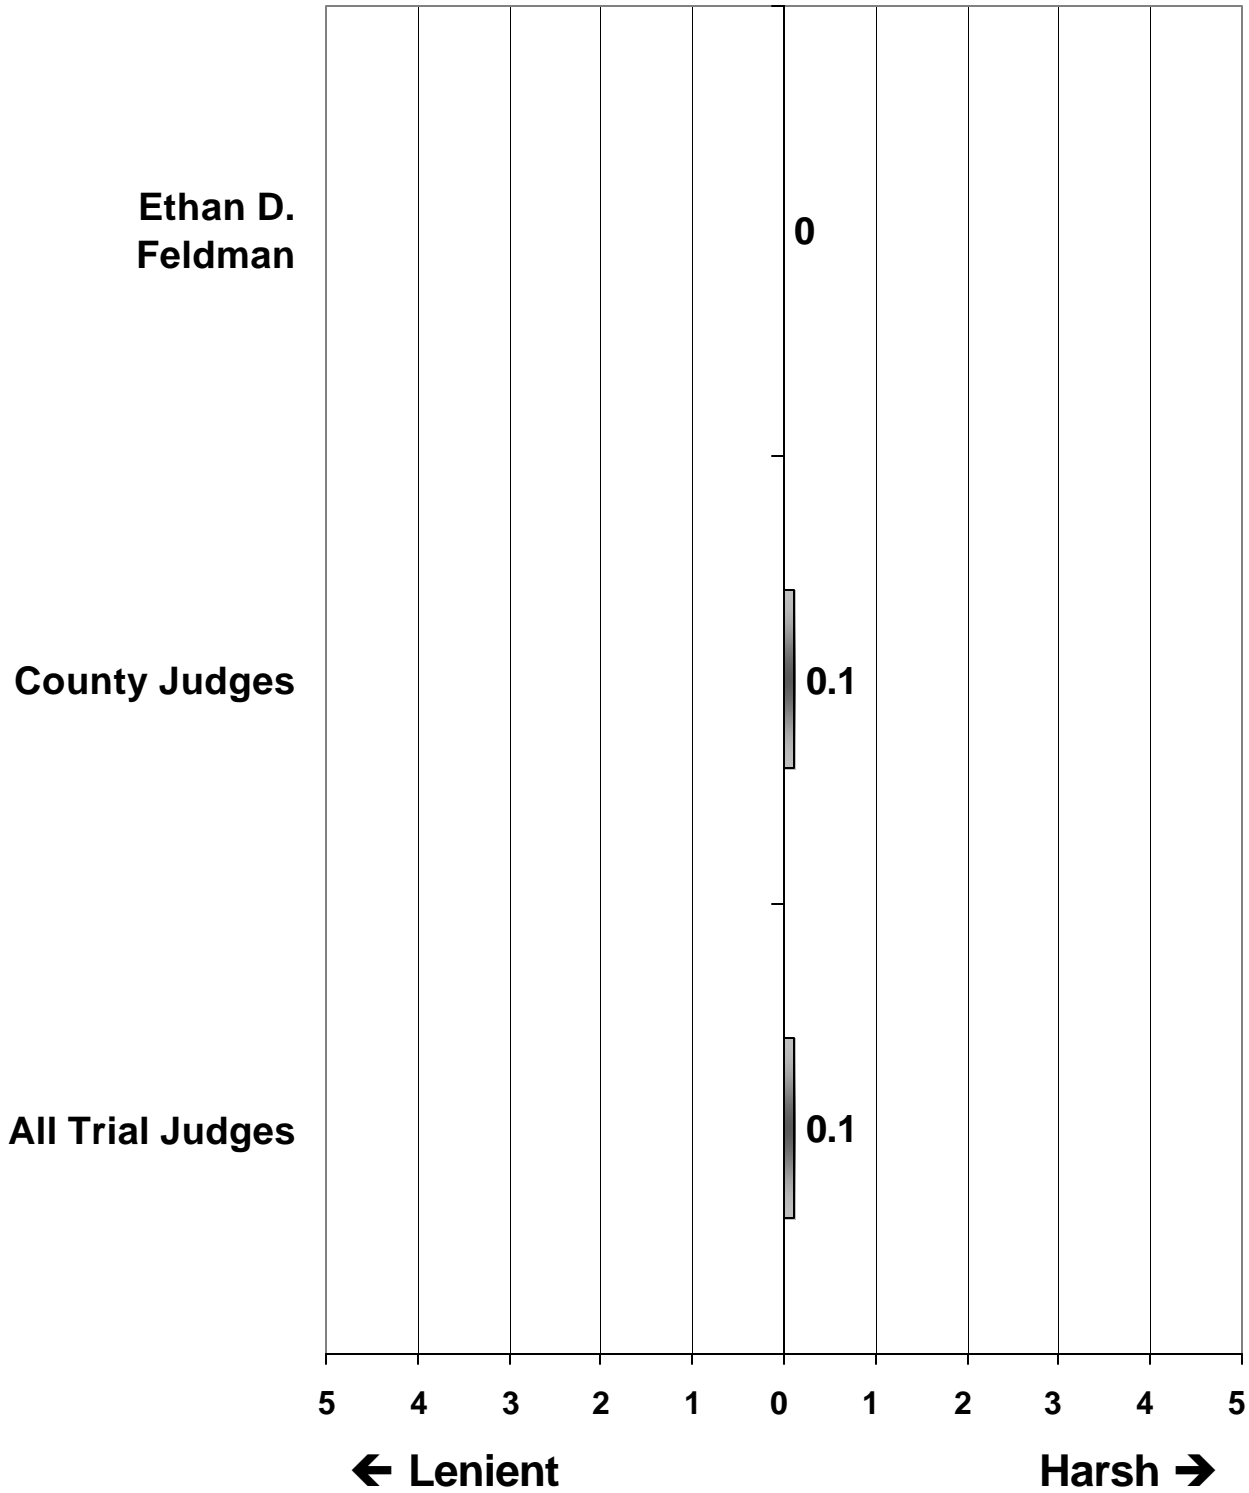 Ethan D.
Feldman
0
County Judges
0.1
All Trial Judges
0.1
5 4 3 2 1 0 1 2 3 4 5
← Lenient
Harsh →